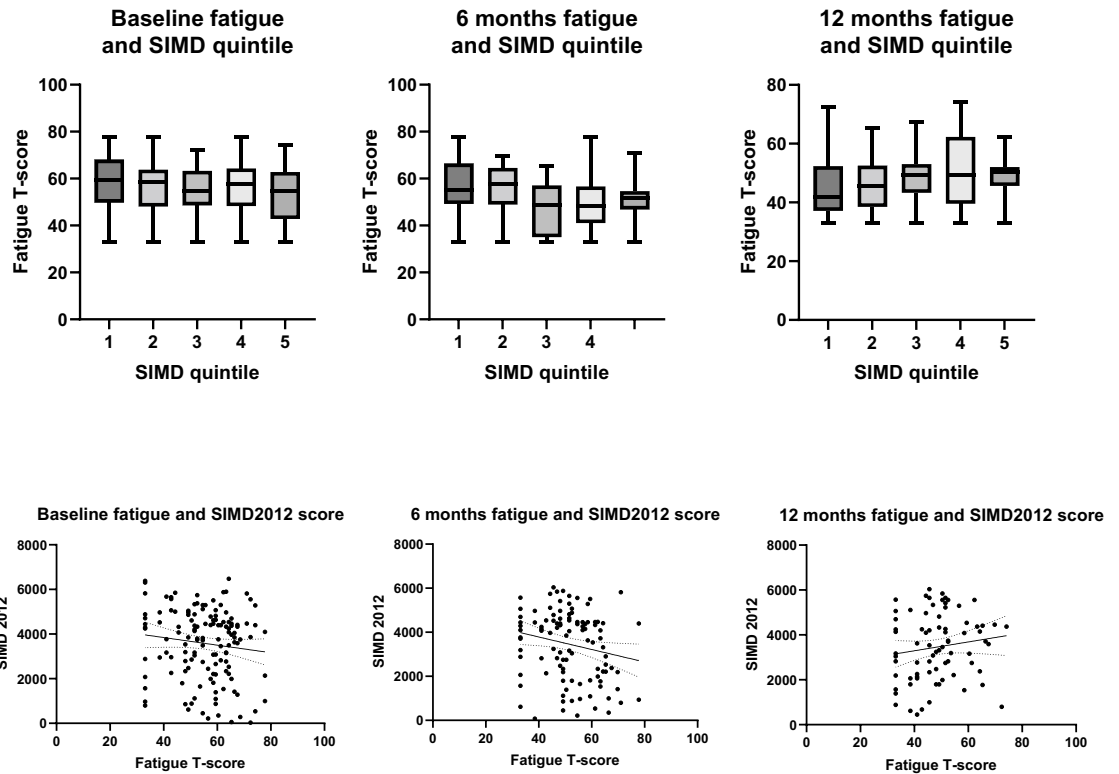 Baseline fatigue
and SIMD quintile
100
80
60
40
20
0
Fatigue T-score
1 2 3 4 5
SIMD quintile
6 months fatigue
and SIMD quintile
100
80
60
40
20
0
Fatigue T-score
1 2 3 4
SIMD quintile
12 months fatigue
and SIMD quintile
80
60
40
20
0
Fatigue T-score
1 2 3 4 5
SIMD quintile
Baseline fatigue and SIMD2012 score
8000
6000
4000
2000
0
SIMD 2012
0 20 40 60 80 100
Fatigue T-score
6 months fatigue and SIMD2012 score
8000
6000
4000
2000
0
SIMD 2012
0 20 40 60 80 100
Fatigue T-score
12 months fatigue and SIMD2012 score
8000
6000
4000
2000
0
SIMD 2012
0 20 40 60 80 100
Fatigue T-score